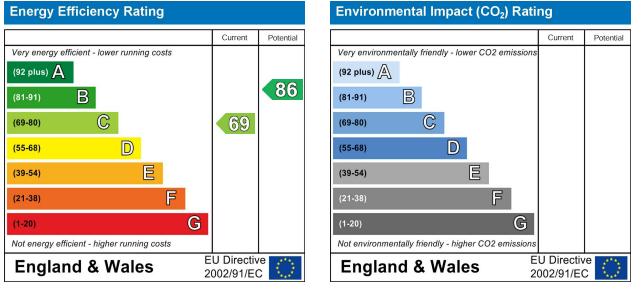 Energy Efficiency Rating
Current Potential
Very energy efficient - lower running costs
(92 plus) A
(81-91) B
86
(69-80) C
69
(55-68) D
(39-54) E
(21-38) F
(1-20) G
Not energy efficient - higher running costs
England & Wales
EU Directive
2002/91/EC
Environmental Impact (CO2) Rating
Current Potential
Very environmentally friendly - lower CO2 emissions
(92 plus) A
(81-91) B
(69-80) C
(55-68) D
(39-54) E
(21-38) F
(1-20) G
Not environmentally friendly - higher CO2 emissions
England & Wales
EU Directive
2002/91/EC